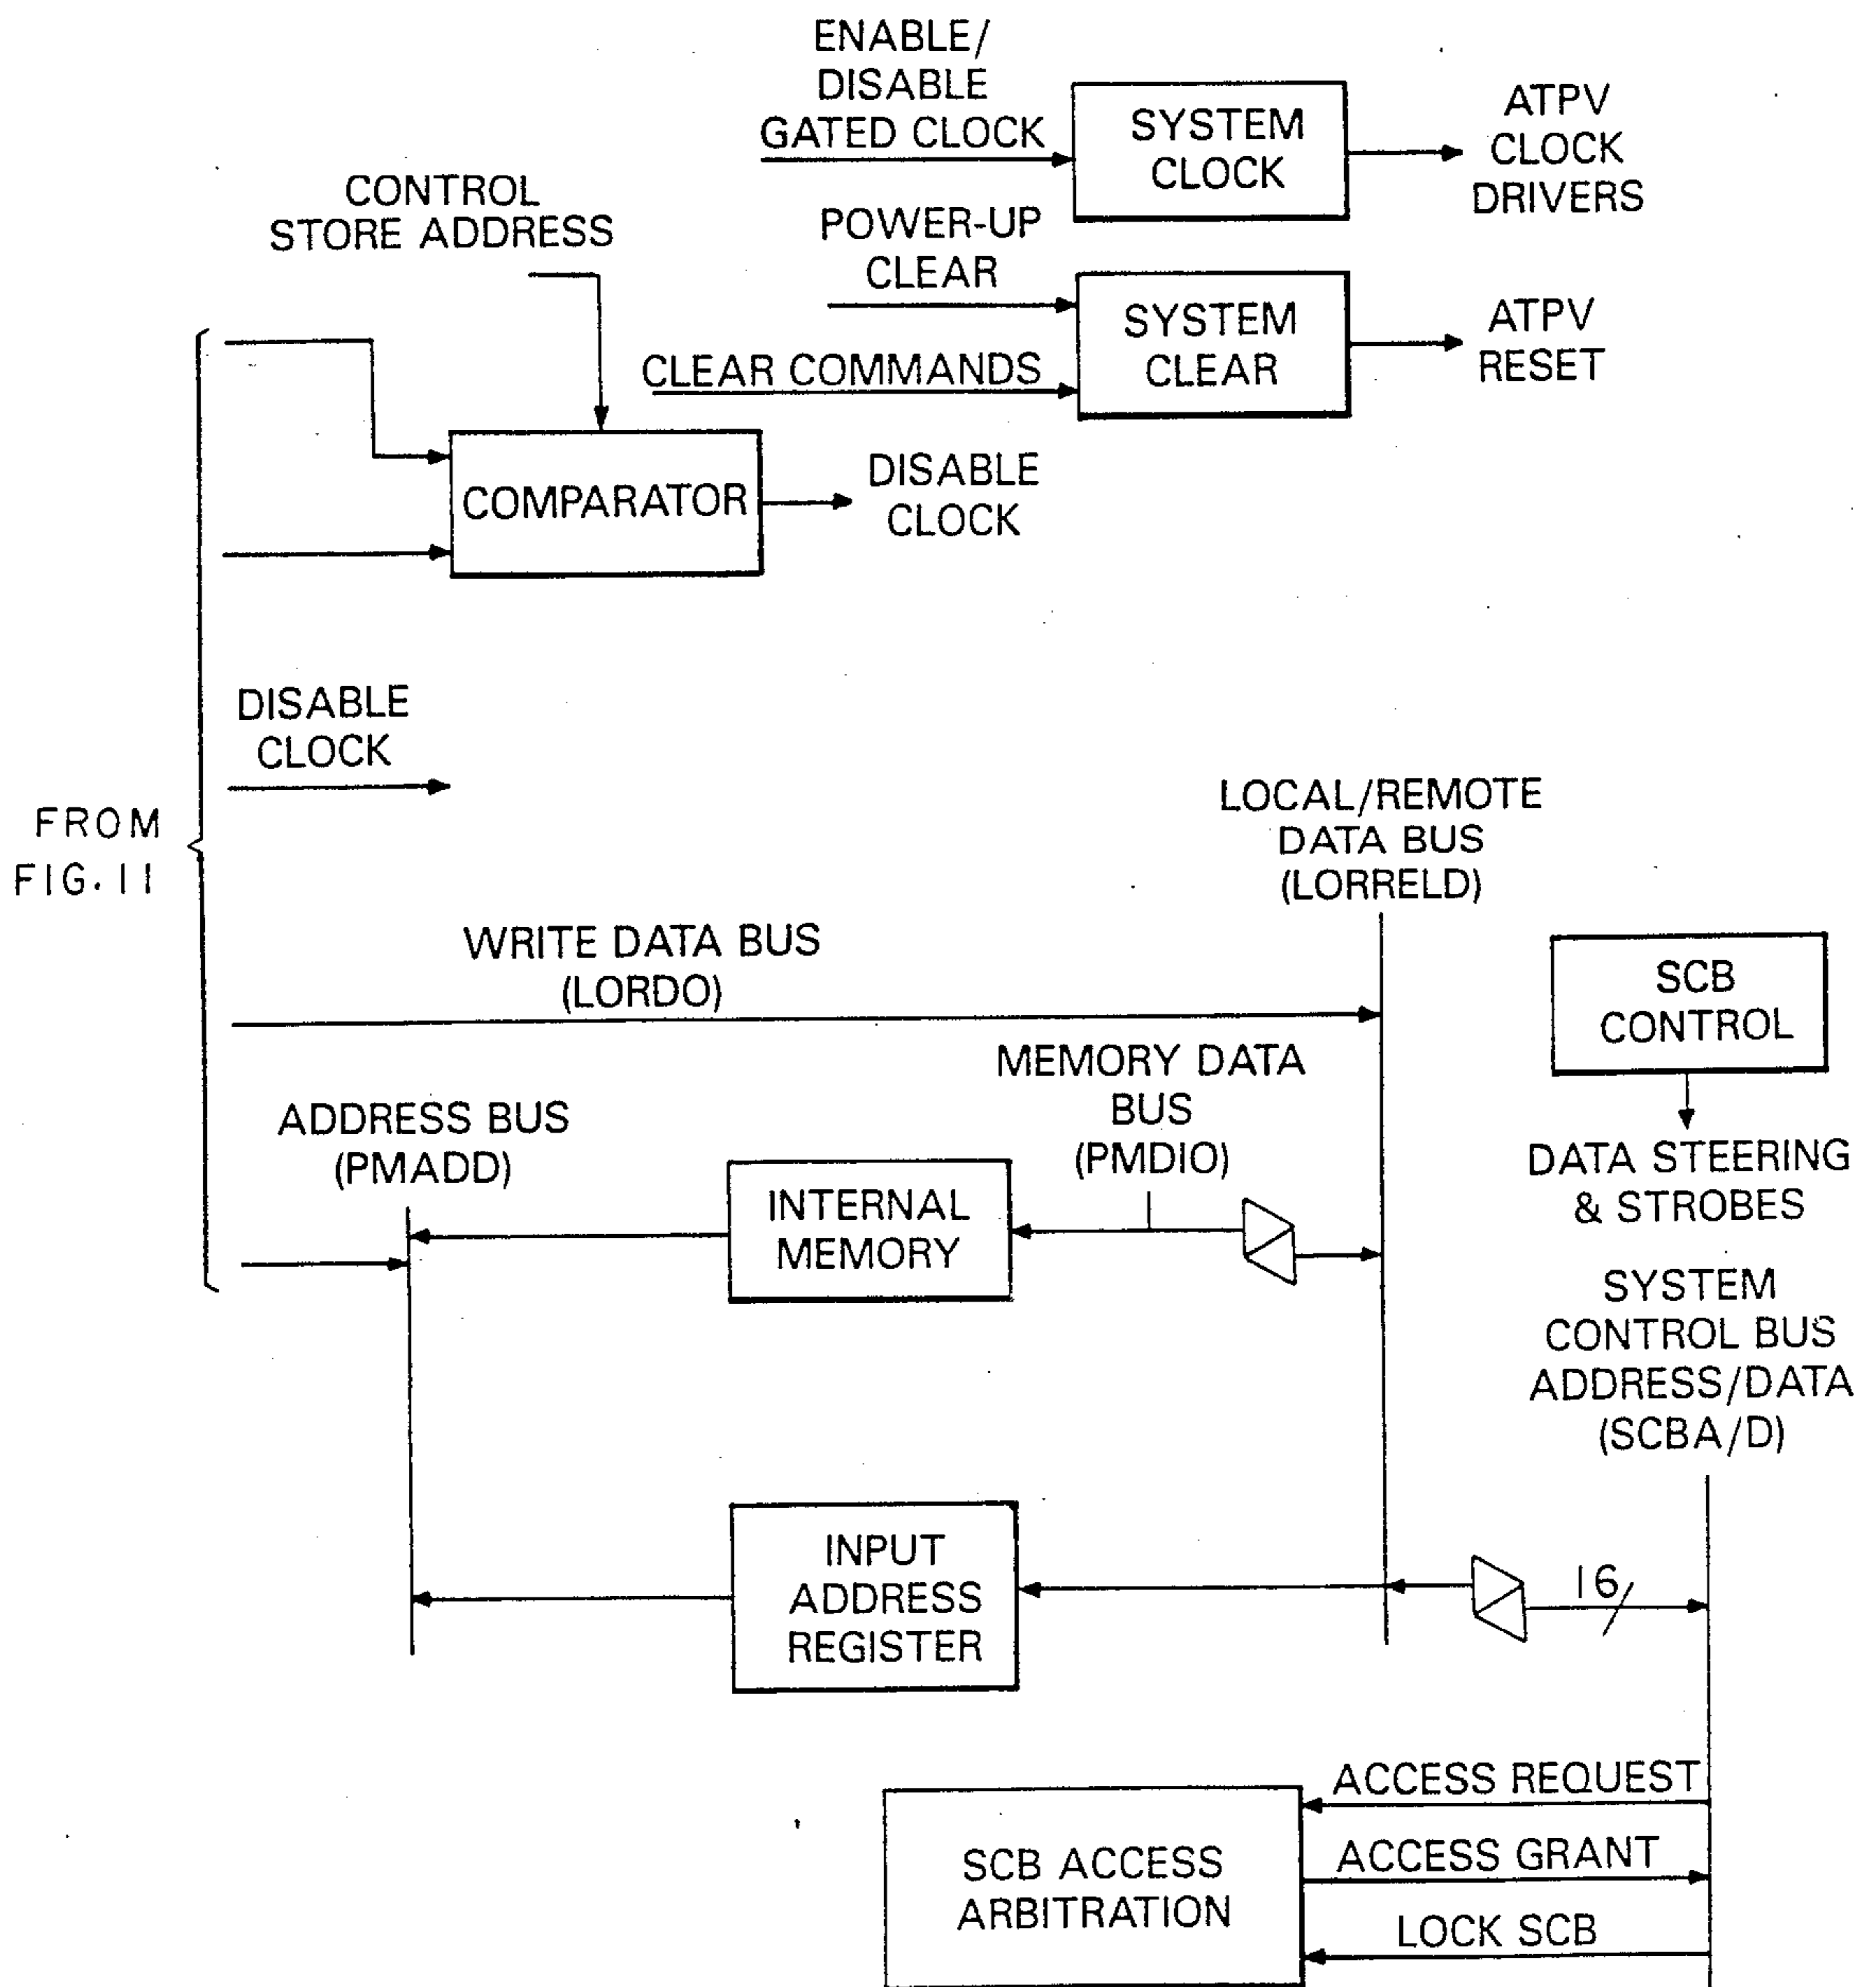 ENABLE/
DISABLE
GATED CLOCK
SYSTEM
CLOCK
ATPV
CLOCK
DRIVERS
CONTROL
STORE ADDRESS
POWER-UP
CLEAR
CLEAR COMMANDS
SYSTEM
CLEAR
ATPV
RESET
COMPARATOR
DISABLE
CLOCK
DISABLE
CLOCK
FROM
FIG. 11
LOCAL/REMOTE
DATA BUS
(LORRELD)
WRITE DATA BUS
(LORDO)
SCB
CONTROL
MEMORY DATA
BUS
(PMDIO)
ADDRESS BUS
(PMADD)
INTERNAL
MEMORY
DATA STEERING
& STROBES
SYSTEM
CONTROL BUS
ADDRESS/DATA
(SCBA/D)
INPUT
ADDRESS
REGISTER
16
SCB ACCESS
ARBITRATION
ACCESS REQUEST
ACCESS GRANT
LOCK SCB